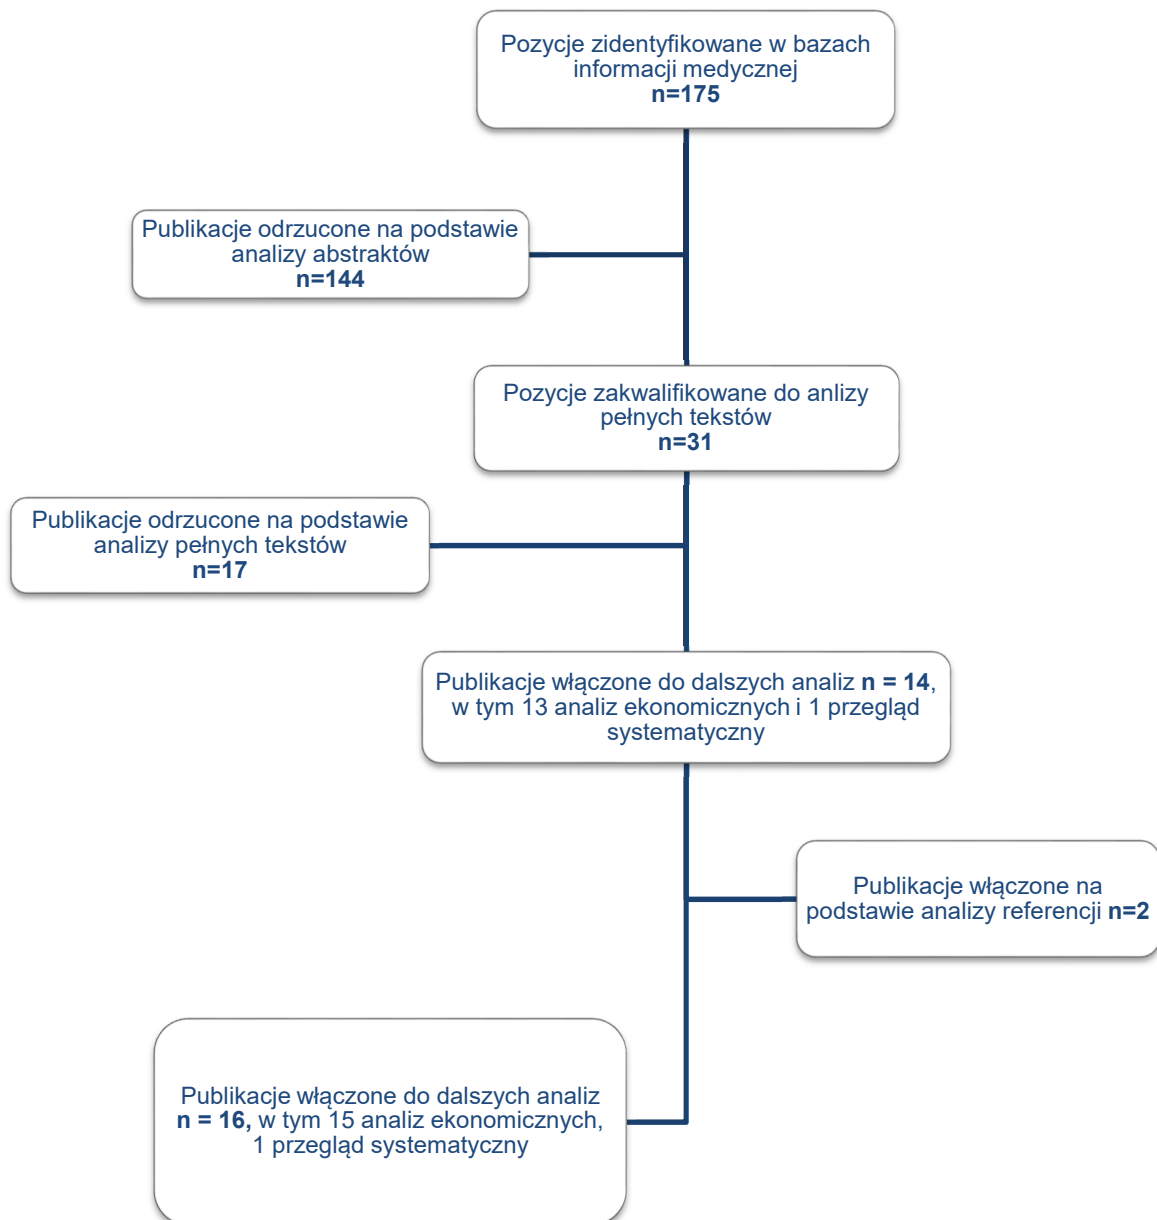 Pozycje zidentyfikowane w bazach
informacji medycznej
n=175
Publikacje odrzucone na podstawie
analizy abstraktów
n=144
Pozycje zakwalifikowane do anlizy
pełnych tekstów
n=31
Publikacje odrzucone na podstawie
analizy pełnych tekstów
n=17
Publikacje włączone do dalszych analiz n = 14,
w tym 13 analiz ekonomicznych i 1 przegląd
systematyczny
Publikacje włączone na
podstawie analizy referencji n=2
Publikacje włączone do dalszych analiz
n = 16, w tym 15 analiz ekonomicznych,
1 przegląd systematyczny